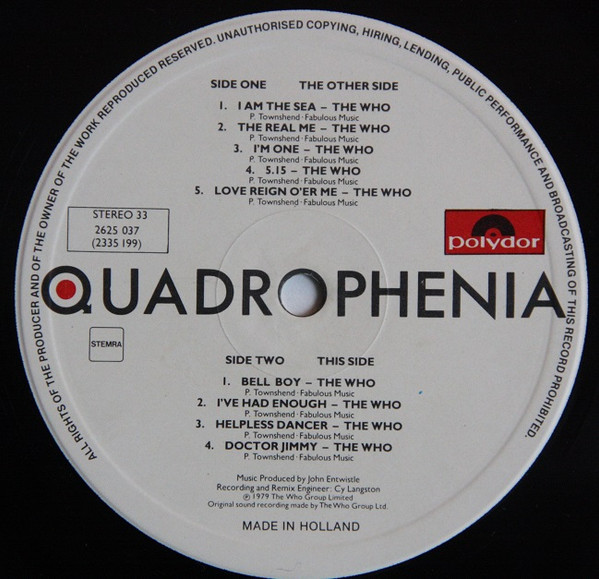 ALL RIGHTS OF THE PRODUCER AND OF THE OWNER OF THE WORK REPRODUCED RESERVED. UNAUTHORISED COPYING, HIRING, LENDING, PUBLIC PERFORMANCE AND BROADCASTING OF THIS RECORD PROHIBITED.
SIDE ONE THE OTHER SIDE
1. I AM THE SEA – THE WHO
P. Townshend · Fabulous Music
2. THE REAL ME – THE WHO
P. Townshend · Fabulous Music
3. I'M ONE – THE WHO
P. Townshend · Fabulous Music
4. 5.15 – THE WHO
P. Townshend · Fabulous Music
5. LOVE REIGN O'ER ME – THE WHO
P. Townshend · Fabulous Music
STEREO 33
2625 037
(2335 199)
polydor
QUADROPHENIA
STEMRA
SIDE TWO THIS SIDE
1. BELL BOY – THE WHO
P. Townshend · Fabulous Music
2. I'VE HAD ENOUGH – THE WHO
P. Townshend · Fabulous Music
3. HELPLESS DANCER – THE WHO
P. Townshend · Fabulous Music
4. DOCTOR JIMMY – THE WHO
P. Townshend · Fabulous Music
Music Produced by John Entwistle
Recording and Remix Engineer: Cy Langston
℗ 1979 The Who Group Limited
Original sound recording made by The Who Group Ltd.
MADE IN HOLLAND